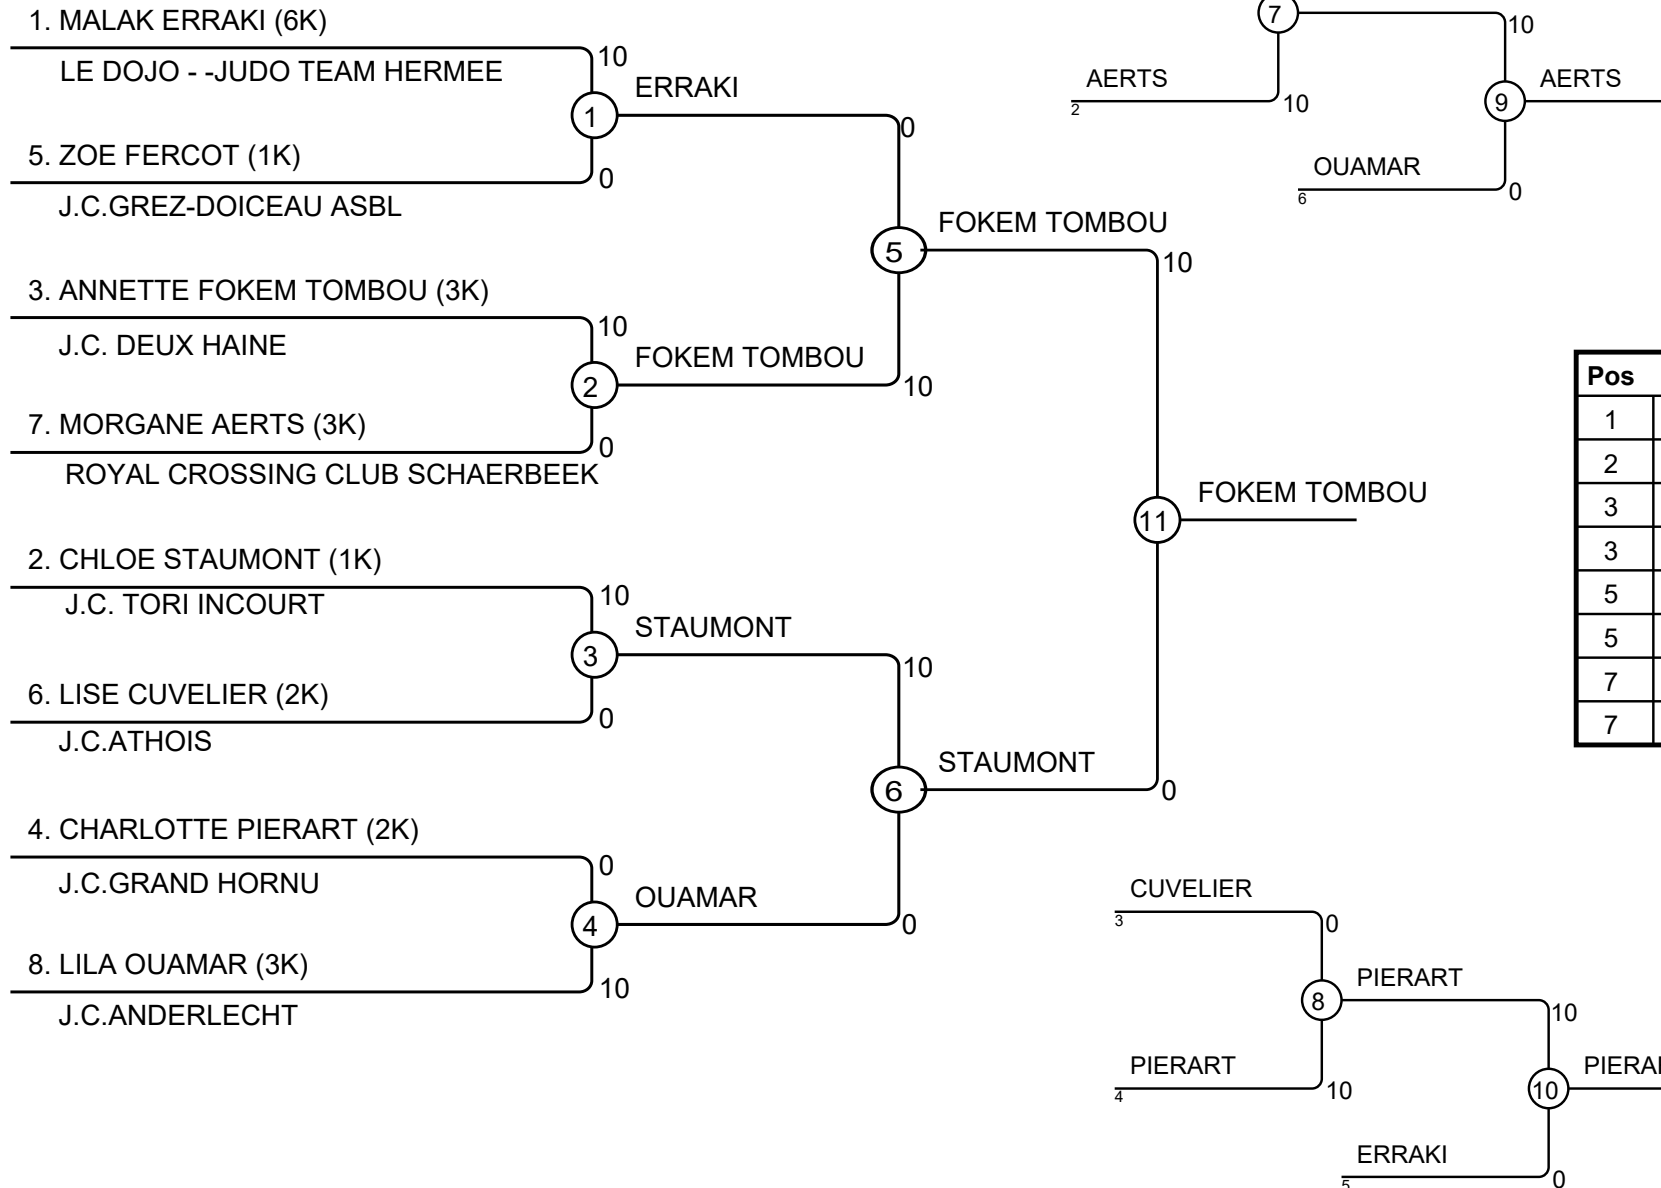 1. MALAK ERRAKI (6K)
LE DOJO - -JUDO TEAM HERMEE
10
1
ERRAKI
5. ZOE FERCOT (1K)
0
J.C.GREZ-DOICEAU ASBL
0
5
FOKEM TOMBOU
3. ANNETTE FOKEM TOMBOU (3K)
10
J.C. DEUX HAINE
2
FOKEM TOMBOU
10
7. MORGANE AERTS (3K)
0
ROYAL CROSSING CLUB SCHAERBEEK
10
11
FOKEM TOMBOU
2. CHLOE STAUMONT (1K)
10
J.C. TORI INCOURT
3
STAUMONT
10
6. LISE CUVELIER (2K)
0
J.C.ATHOIS
6
STAUMONT
0
4. CHARLOTTE PIERART (2K)
0
J.C.GRAND HORNU
4
OUAMAR
0
8. LILA OUAMAR (3K)
10
J.C.ANDERLECHT
7
10
AERTS
2
10
9
AERTS
OUAMAR
6
0
Pos
1
2
3
3
5
5
7
7
CUVELIER
3
0
8
PIERART
10
PIERART
4
10
10
ERRAKI
5
0